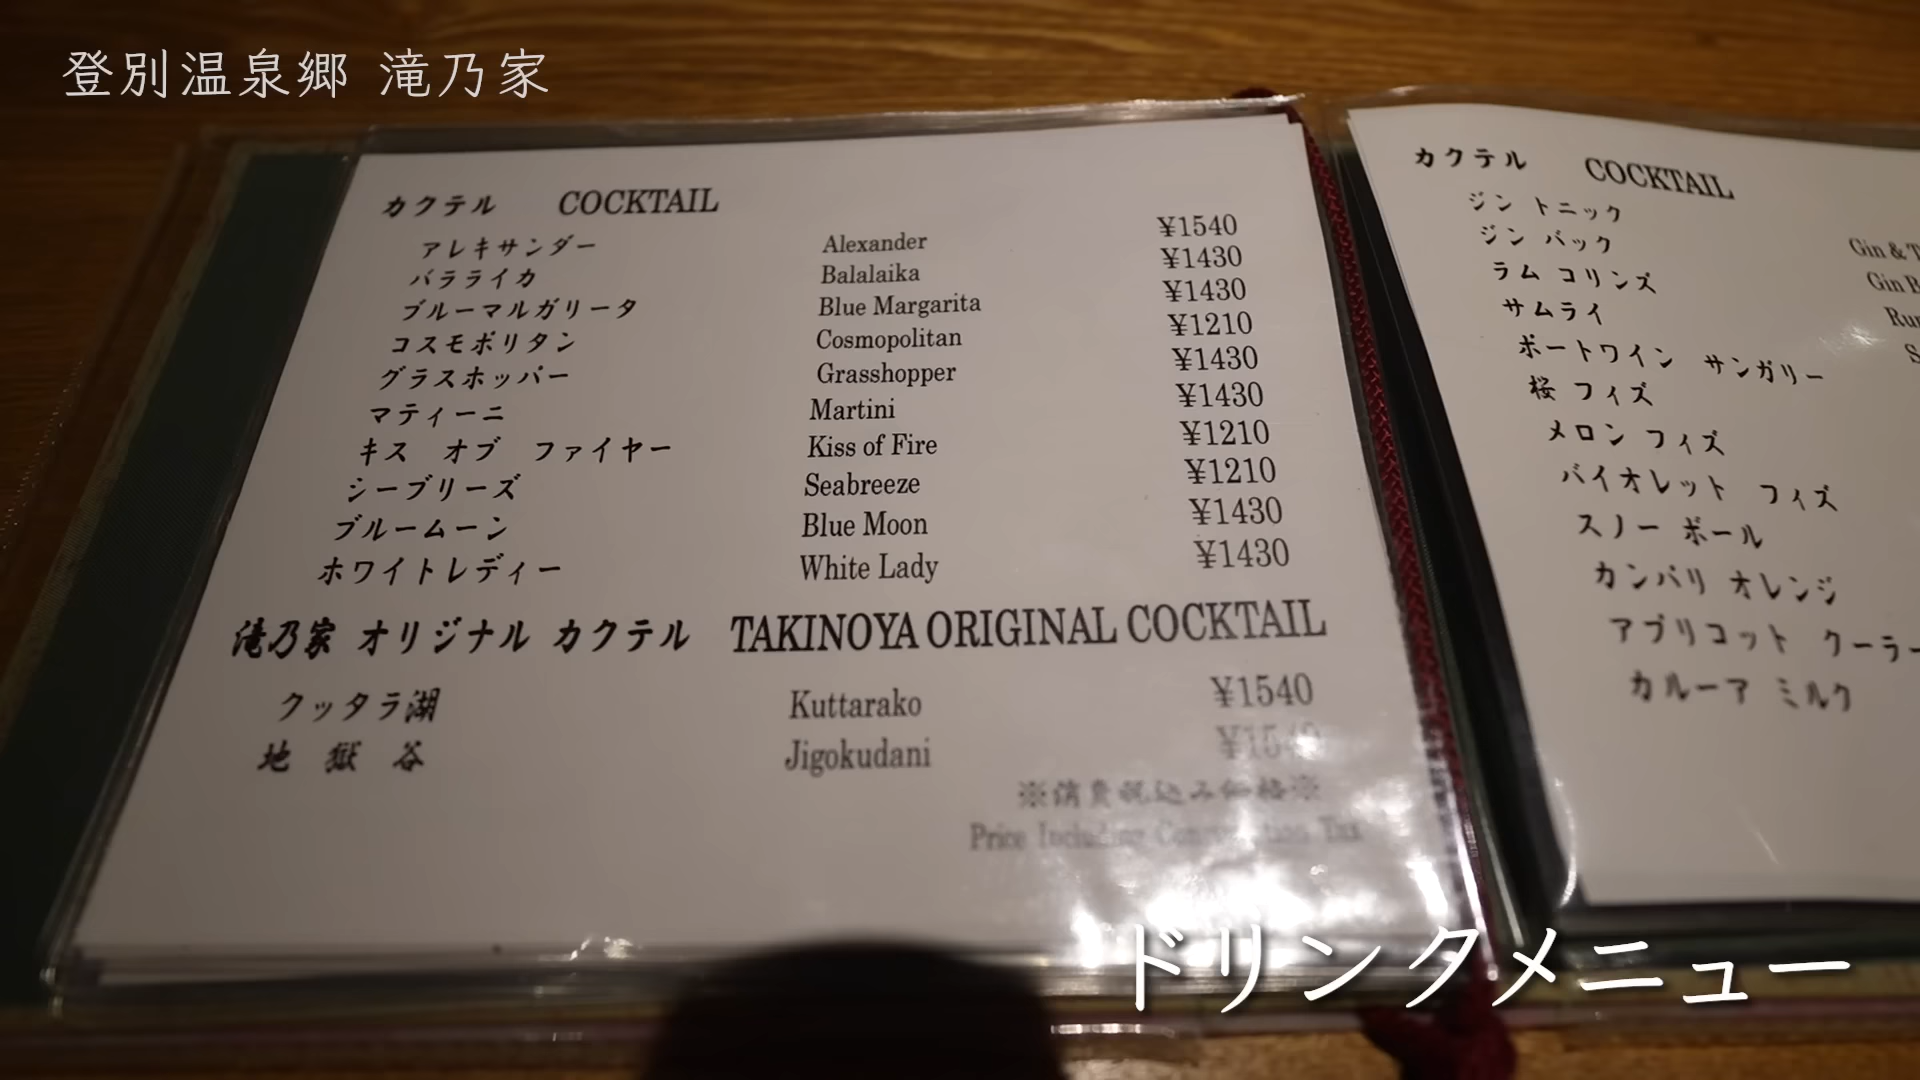 登別温泉郷 滝乃家
カクテル COCKTAIL
アレキサンダー Alexander ¥1540
バラライカ Balalaika ¥1430
ブルーマルガリータ Blue Margarita ¥1430
コスモポリタン Cosmopolitan ¥1210
グラスホッパー Grasshopper ¥1430
マティーニ Martini ¥1430
キス オブ ファイヤー Kiss of Fire ¥1210
シーブリーズ Seabreeze ¥1210
ブルームーン Blue Moon ¥1430
ホワイトレディー White Lady ¥1430
滝乃家 オリジナル カクテル TAKINOYA ORIGINAL COCKTAIL
クッタラ湖 Kuttarako ¥1540
地獄谷 Jigokudani ¥1540
※消費税込み価格※
Price Including Consumption Tax
カクテル COCKTAIL
ジン トニック Gin &
ジン バック Gin
ラム コリンズ
サムライ
ポートワイン サンガリー
桜 フィズ
メロン フィズ
バイオレット フィズ
スノー ボール
カンパリ オレンジ
アプリコット クーラー
カルーア ミルク
ドリンクメニュー